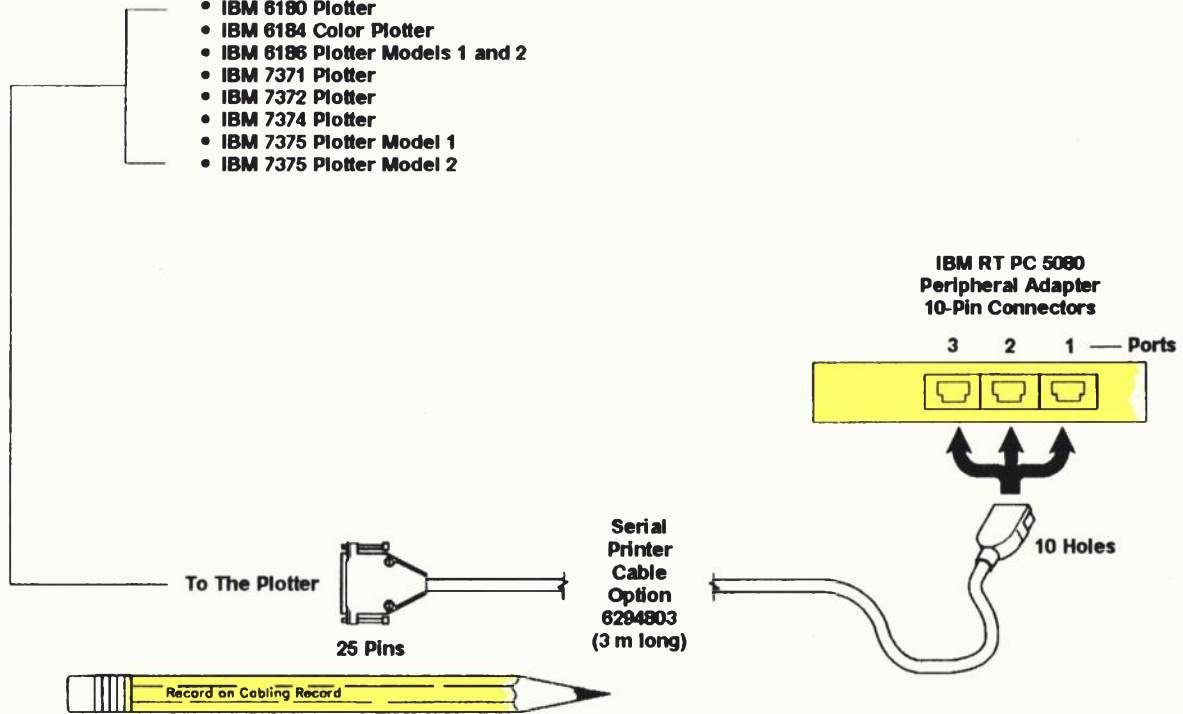 • IBM 6180 Plotter
• IBM 6184 Color Plotter
• IBM 6186 Plotter Models 1 and 2
• IBM 7371 Plotter
• IBM 7372 Plotter
• IBM 7374 Plotter
• IBM 7375 Plotter Model 1
• IBM 7375 Plotter Model 2
IBM RT PC 5080
Peripheral Adapter
10-Pin Connectors
3 2 1 — Ports
10 Holes
Serial
Printer
Cable
Option
6294803
(3 m long)
To The Plotter
25 Pins
Record on Cabling Record